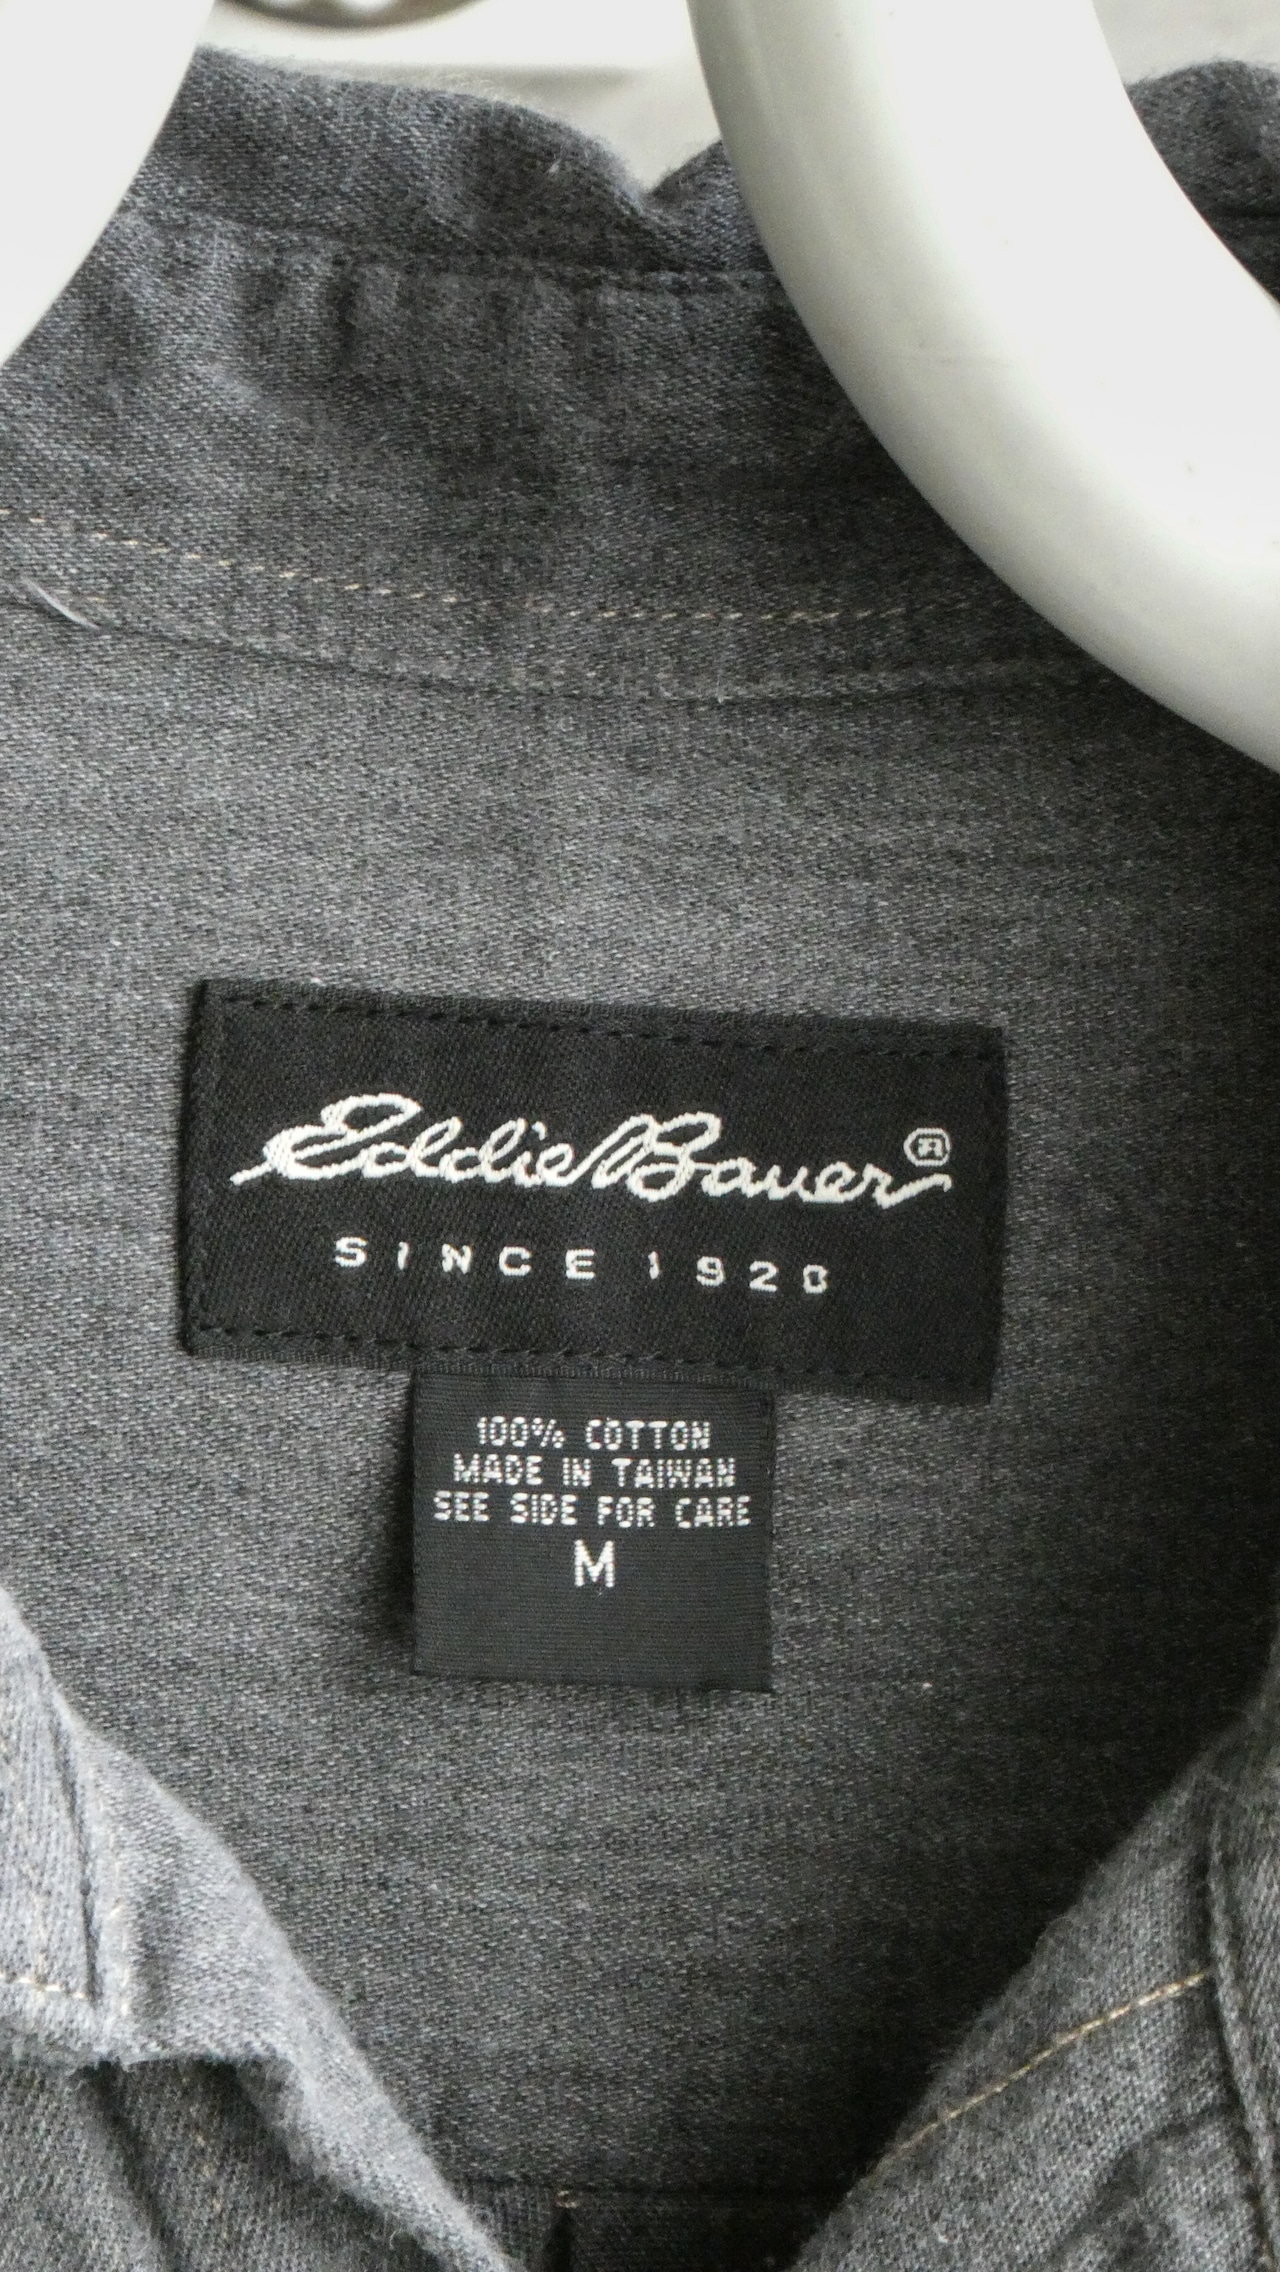 Eddie Bauer®
SINCE 1920
100% COTTON
MADE IN TAIWAN
SEE SIDE FOR CARE
M